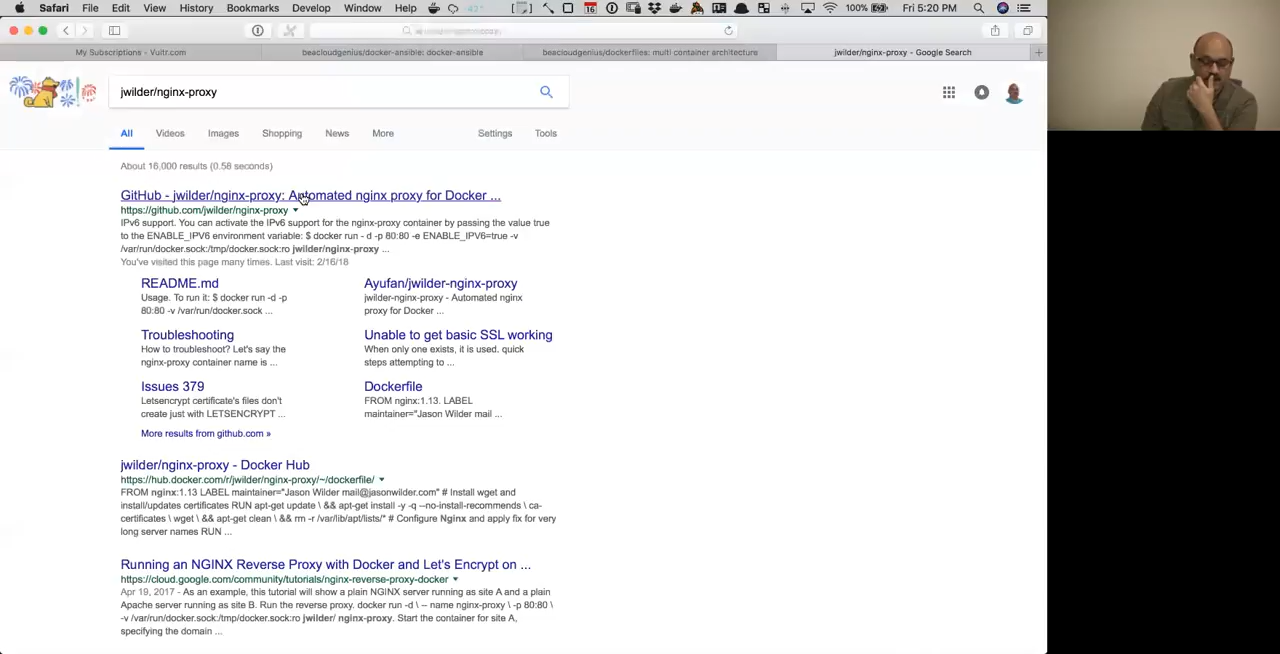 Safari File Edit View History Bookmarks Develop Window Help 100% Fri 5:20 PM
My Subscriptions - Vultr.com beacloudgenius/docker-ansible: docker-ansible beacloudgenius/dockerfiles: multi container architecture jwilder/nginx-proxy - Google Search
jwilder/nginx-proxy
All Videos Images Shopping News More Settings Tools
About 16,000 results (0.58 seconds)
GitHub - jwilder/nginx-proxy: Automated nginx proxy for Docker ...
https://github.com/jwilder/nginx-proxy
IPv6 support. You can activate the IPv6 support for the nginx-proxy container by passing the value true
to the ENABLE_IPV6 environment variable: $ docker run - d -p 80:80 -e ENABLE_IPV6=true -v
/var/run/docker.sock:/tmp/docker.sock:ro jwilder/nginx-proxy ...
You've visited this page many times. Last visit: 2/16/18
README.md
Usage. To run it: $ docker run -d -p
80:80 -v /var/run/docker.sock ...
Ayufan/jwilder-nginx-proxy
jwilder-nginx-proxy - Automated nginx
proxy for Docker ...
Troubleshooting
How to troubleshoot? Let's say the
nginx-proxy container name is ...
Unable to get basic SSL working
When only one exists, it is used. quick
steps attempting to ...
Issues 379
Letsencrypt certificate's files don't
create just with LETSENCRYPT ...
Dockerfile
FROM nginx:1.13. LABEL
maintainer="Jason Wilder mail ...
More results from github.com »
jwilder/nginx-proxy - Docker Hub
https://hub.docker.com/r/jwilder/nginx-proxy/~/dockerfile/
FROM nginx:1.13 LABEL maintainer="Jason Wilder mail@jasonwilder.com" # Install wget and
install/updates certificates RUN apt-get update \ && apt-get install -y -q --no-install-recommends \ ca-
certificates \ wget \ && apt-get clean \ && rm -r /var/lib/apt/lists/* # Configure Nginx and apply fix for very
long server names RUN ...
Running an NGINX Reverse Proxy with Docker and Let's Encrypt on ...
https://cloud.google.com/community/tutorials/nginx-reverse-proxy-docker
Apr 19, 2017 - As an example, this tutorial will show a plain NGINX server running as site A and a plain
Apache server running as site B. Run the reverse proxy. docker run -d \ -- name nginx-proxy \ -p 80:80 \
-v /var/run/docker.sock:/tmp/docker.sock:ro jwilder/ nginx-proxy. Start the container for site A,
specifying the domain ...